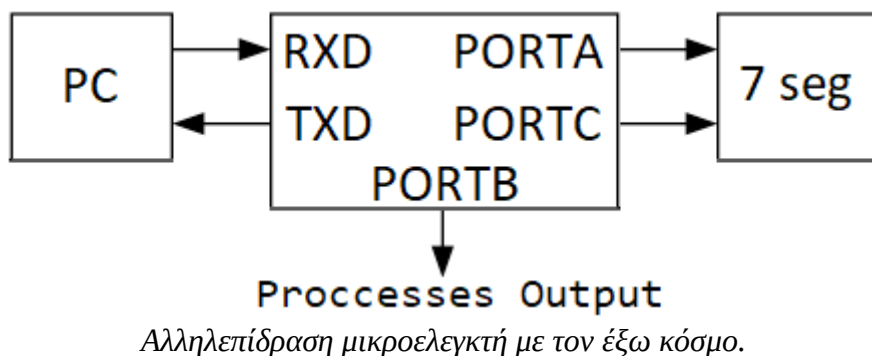 PC
RXD PORTA
TXD PORTC
PORTB
7 seg
Proccesses Output
Αλληλεπίδραση μικροελεγκτή με τον έξω κόσμο.